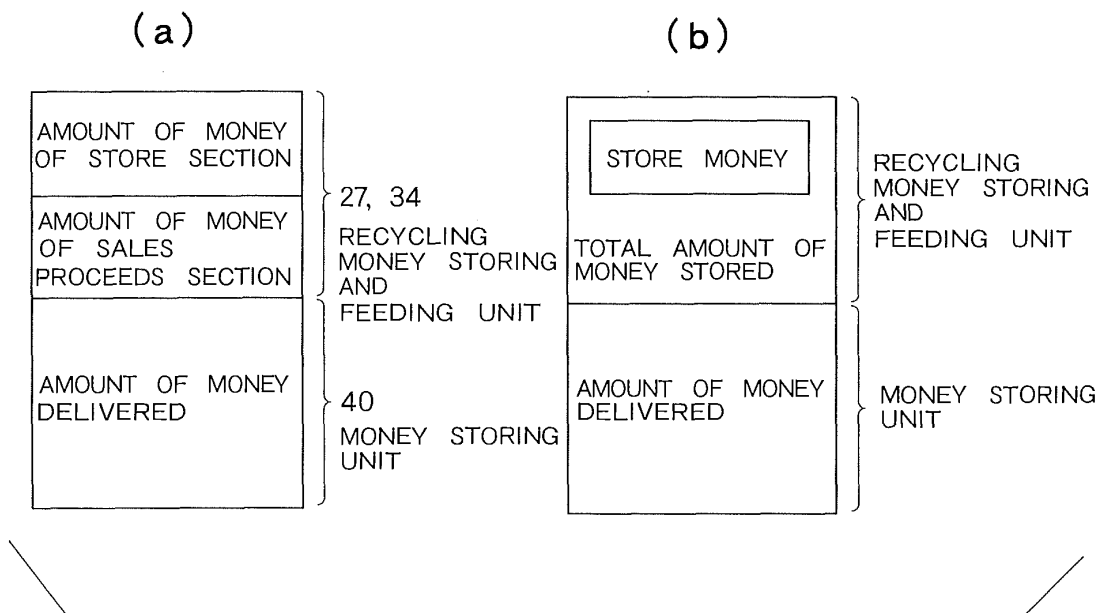 (a)
AMOUNT OF MONEY
OF STORE SECTION
AMOUNT OF MONEY
OF SALES
PROCEEDS SECTION
27, 34
RECYCLING
MONEY STORING
AND
FEEDING UNIT
AMOUNT OF MONEY
DELIVERED
40
MONEY STORING
UNIT
(b)
STORE MONEY
TOTAL AMOUNT OF
MONEY STORED
RECYCLING
MONEY STORING
AND
FEEDING UNIT
AMOUNT OF MONEY
DELIVERED
MONEY STORING
UNIT